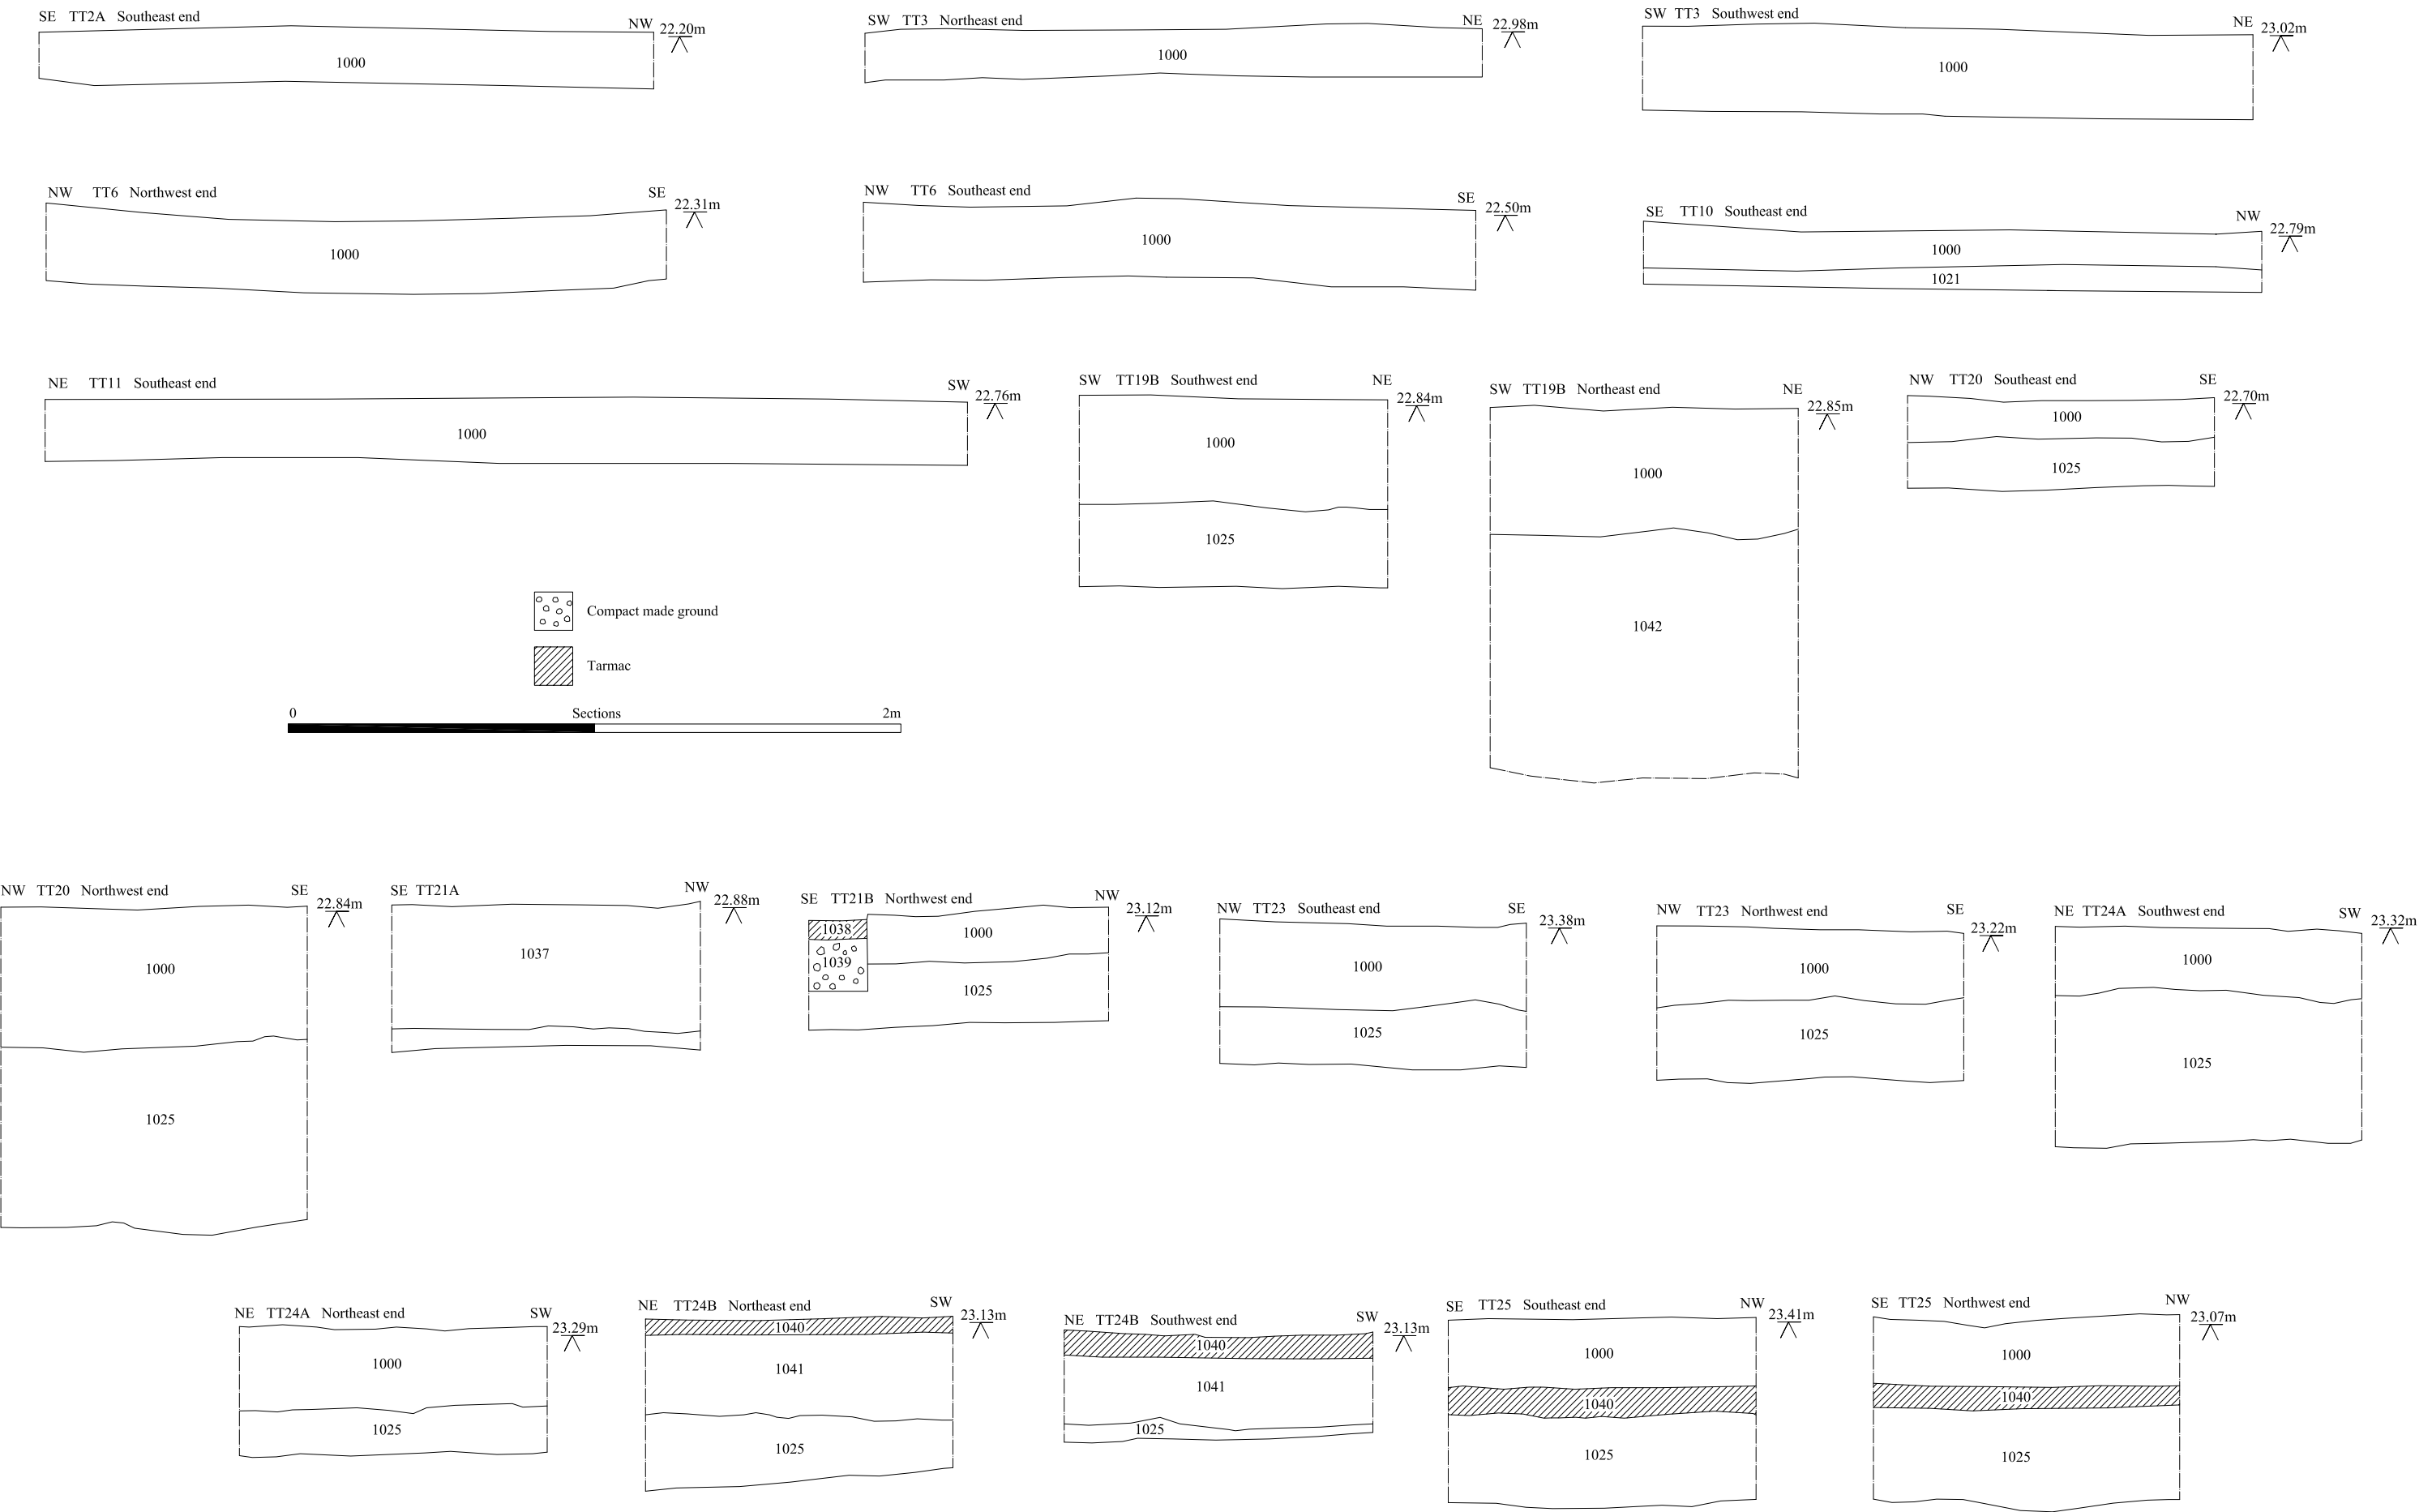 SE TT2A Southeast end NW 22.20m
1000
SW TT3 Northeast end NE 22.98m
1000
SW TT3 Southwest end NE 23.02m
1000
NW TT6 Northwest end SE 22.31m
1000
NW TT6 Southeast end SE 22.50m
1000
SE TT10 Southeast end NW 22.79m
1000
1021
NE TT11 Southeast end SW 22.76m
1000
SW TT19B Southwest end NE 22.84m
1000
1025
SW TT19B Northeast end NE 22.85m
1000
1042
NW TT20 Southeast end SE 22.70m
1000
1025
Compact made ground
Tarmac
0 Sections 2m
NW TT20 Northwest end SE 22.84m
1000
1025
SE TT21A NW 22.88m
1037
SE TT21B Northwest end NW 23.12m
1038
1039
1000
1025
NW TT23 Southeast end SE 23.38m
1000
1025
NW TT23 Northwest end SE 23.22m
1000
1025
NE TT24A Southwest end SW 23.32m
1000
1025
NE TT24A Northeast end SW 23.29m
1000
1025
NE TT24B Northeast end SW 23.13m
1040
1041
1025
NE TT24B Southwest end SW 23.13m
1040
1041
1025
SE TT25 Southeast end NW 23.41m
1000
1040
1025
SE TT25 Northwest end NW 23.07m
1000
1040
1025